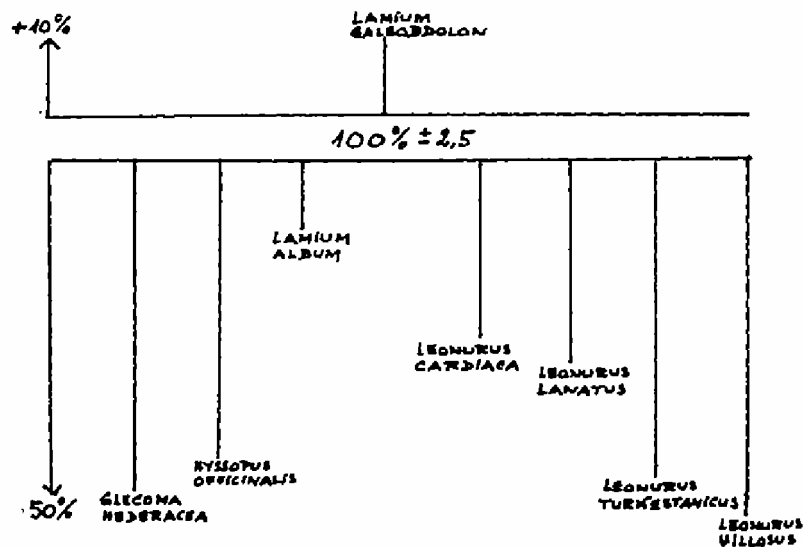 +10%
LAMIUM
GALEOBDOLON
100% ± 2,5
LAMIUM
ALBUM
LEONURUS
CARDIACA
LEONURUS
LANATUS
HYSSOPUS
OFFICINALIS
50%
GLECOMA
HEDERACEA
LEONURUS
TURKESTANICUS
LEONURUS
VILLOSUS